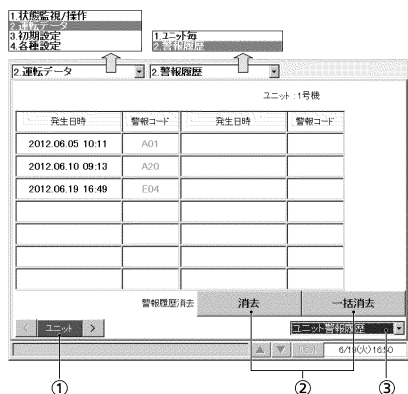 1.状態監視/操作
2.運転データ
3.初期設定
4.各種設定
1.ユニット毎
2.警報履歴
2.運転データ
2.警報履歴
ユニット:1号機
発生日時 警報コード 発生日時 警報コード
2012.06.05 10:11 A01
2012.06.10 09:13 A20
2012.06.19 16:49 E04
警報履歴消去 消去 一括消去
< ユニット > ユニット警報履歴
6/19(火)16:50
① ② ③